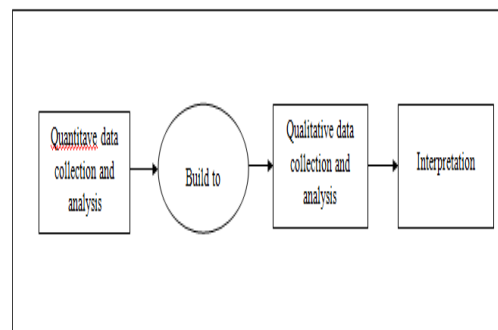 Quantitave data
collection and
analysis
Build to
Qualitative data
collection and
analysis
Interpretation